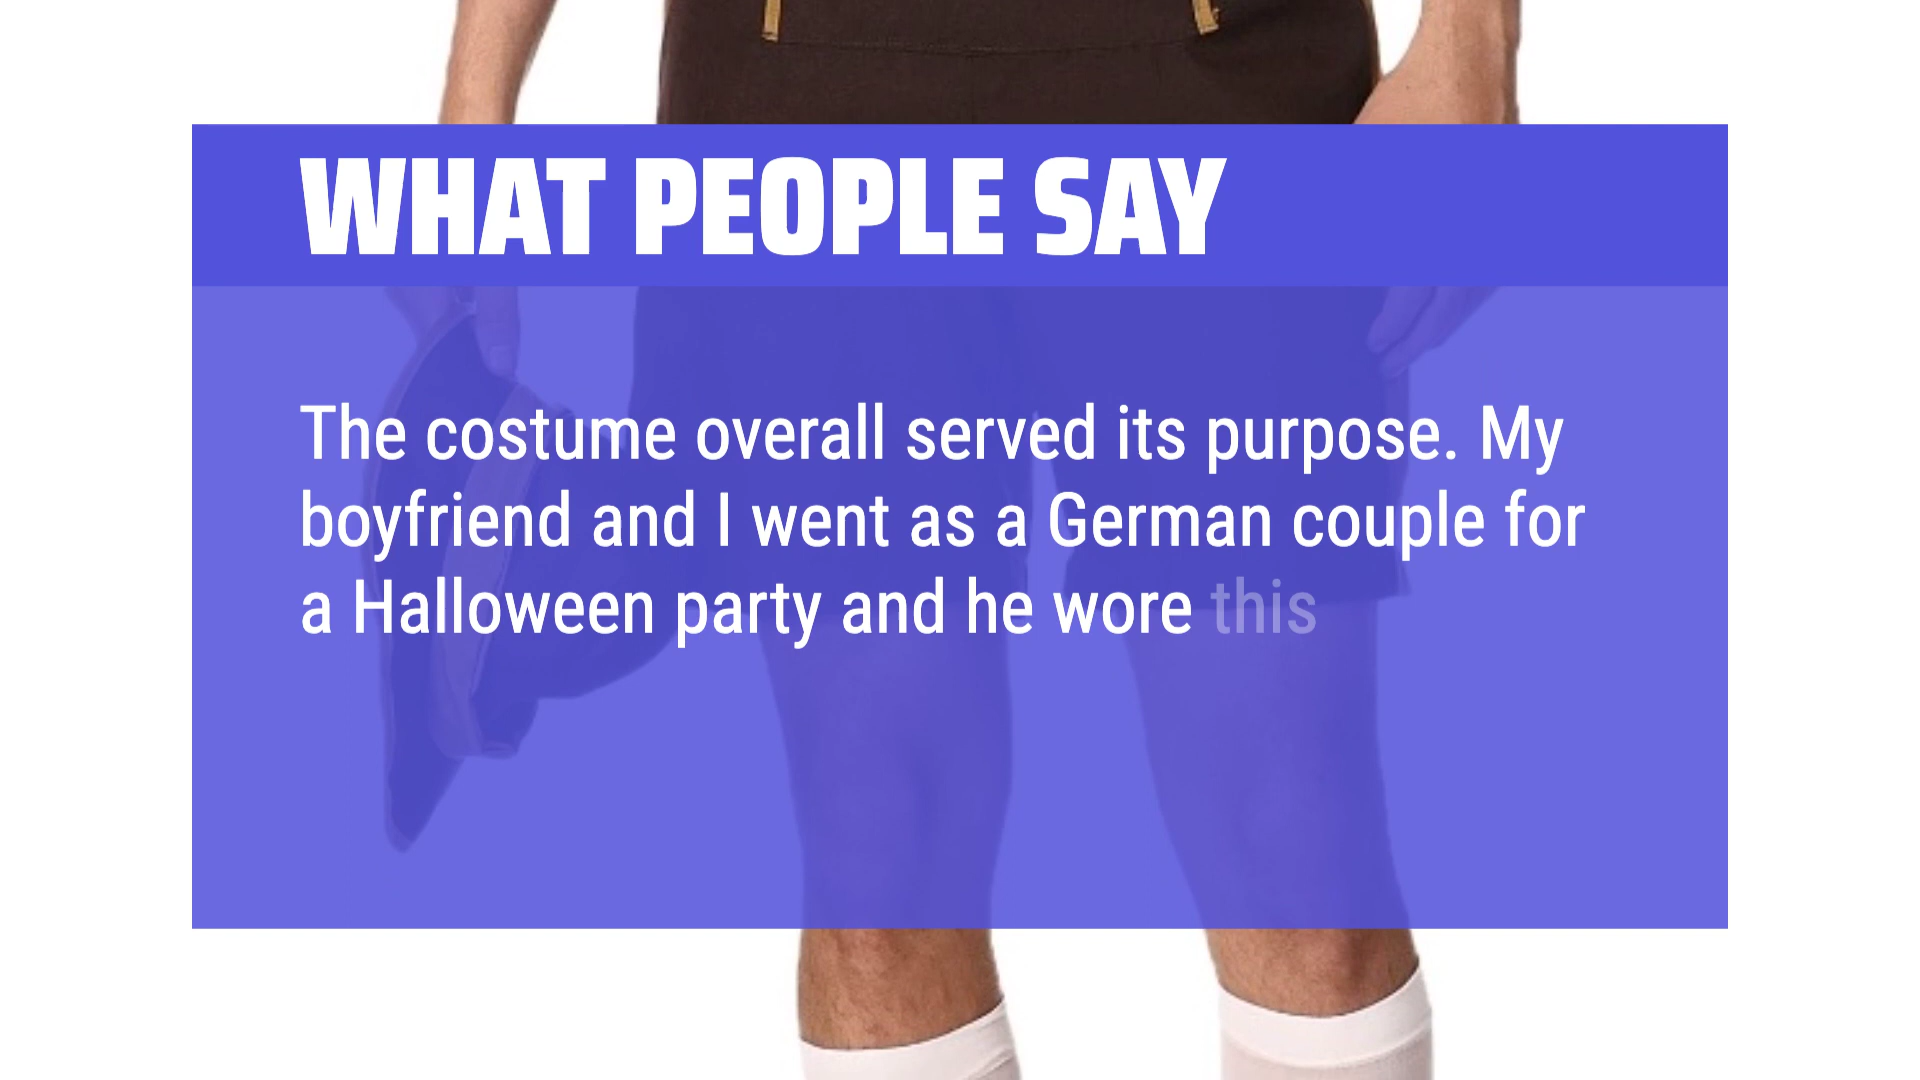 WHAT PEOPLE SAY
The costume overall served its purpose. My
boyfriend and I went as a German couple for
a Halloween party and he wore this